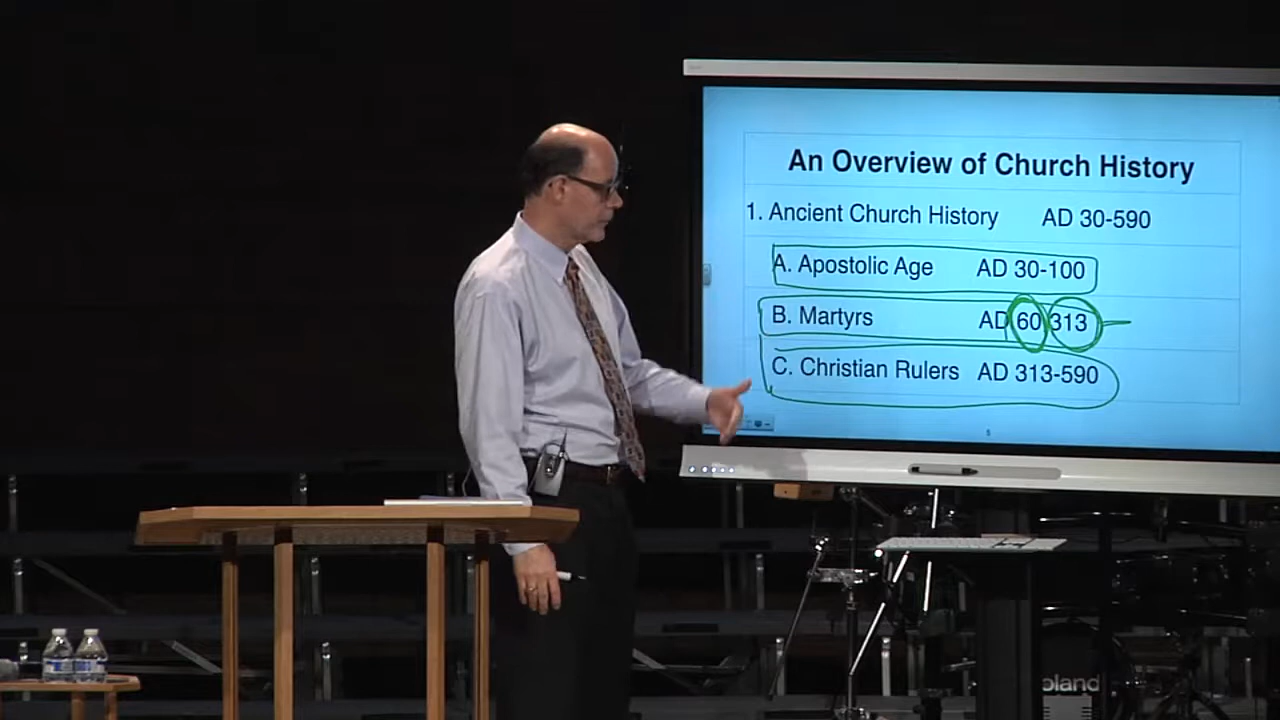 An Overview of Church History
1. Ancient Church History AD 30-590
A. Apostolic Age AD 30-100
B. Martyrs AD 60 313
C. Christian Rulers AD 313-590
oland